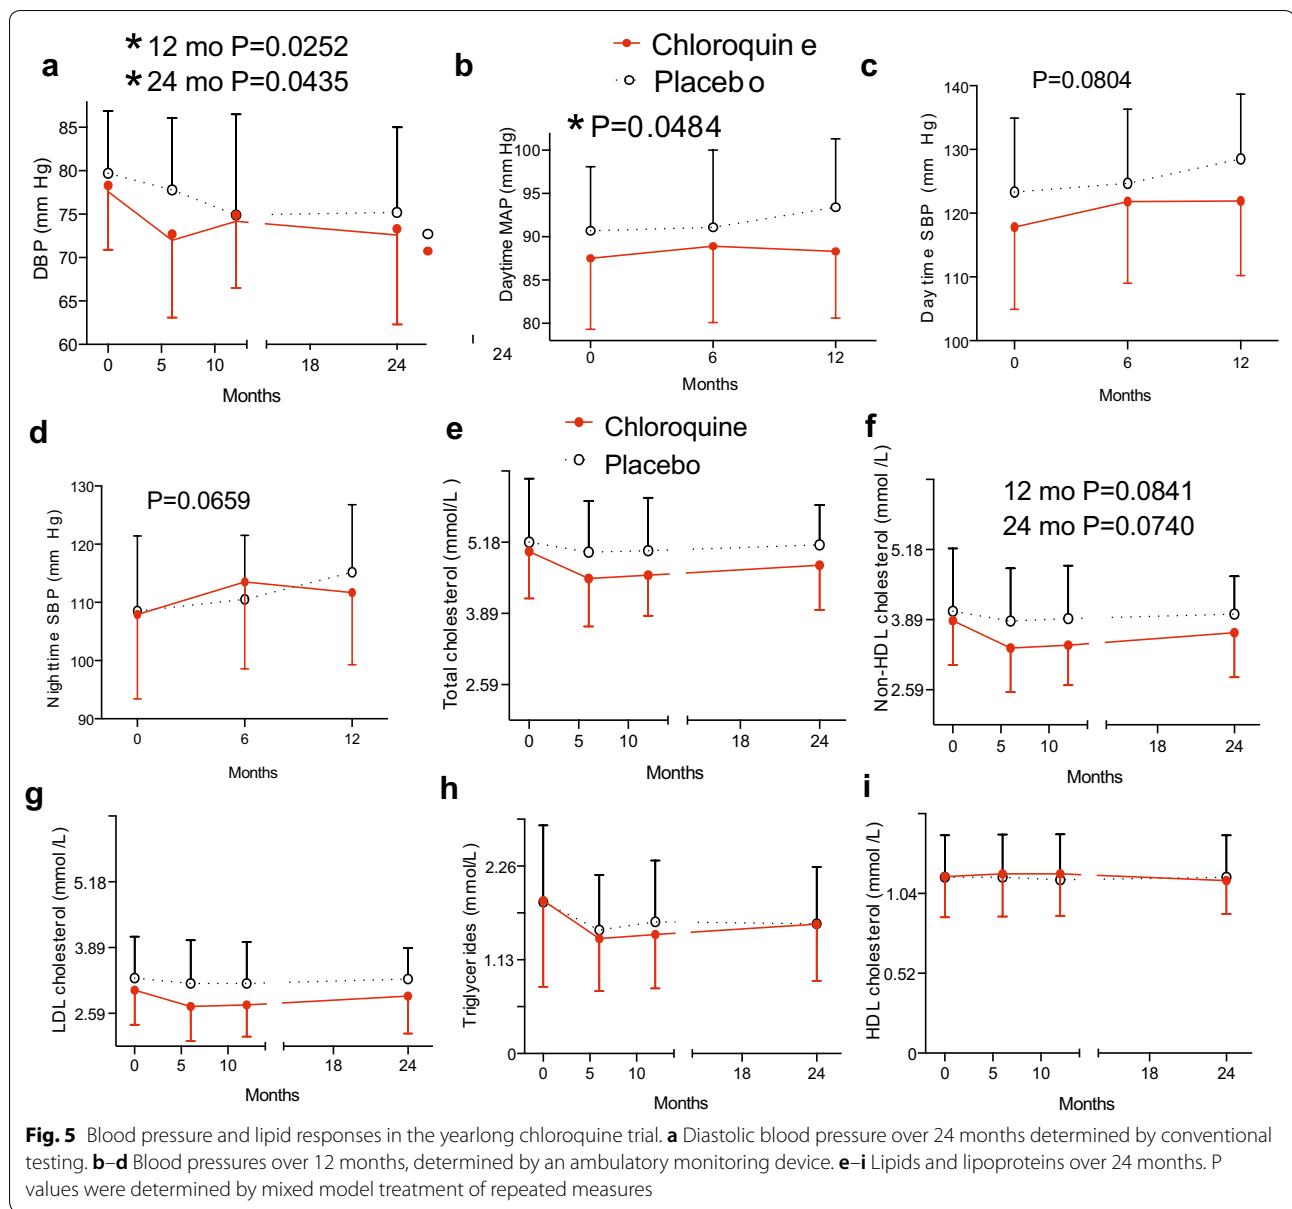 a
* 12 mo P=0.0252
* 24 mo P=0.0435
DBP (mm Hg)
85
80
75
70
65
60
0 5 10 18 24
Months
b
Chloroquin e
Placeb o
* P=0.0484
Daytime MAP (mm Hg)
100
95
90
85
80
24
0 6 12
Months
c
P=0.0804
Day time SBP (mm Hg)
140
130
120
110
100
0 6 12
Months
d
P=0.0659
Nighttime SBP (mm Hg)
130
120
110
100
90
0 6 12
Months
e
Chloroquine
Placebo
Total cholesterol (mmol/L )
5.18
3.89
2.59
0 5 10 18 24
Months
f
12 mo P=0.0841
24 mo P=0.0740
Non-HDL cholesterol (mmol /L)
5.18
3.89
2.59
0 5 10 18 24
Months
g
LDL cholesterol (mmol /L)
5.18
3.89
2.59
0 5 10 18 24
Months
h
Triglycer ides (mmol/L)
2.26
1.13
0
0 5 10 18 24
Months
i
HDL cholesterol (mmol /L)
1.04
0.52
0
0 5 10 18 24
Months
Fig. 5 Blood pressure and lipid responses in the yearlong chloroquine trial. a Diastolic blood pressure over 24 months determined by conventional
testing. b–d Blood pressures over 12 months, determined by an ambulatory monitoring device. e–i Lipids and lipoproteins over 24 months. P
values were determined by mixed model treatment of repeated measures